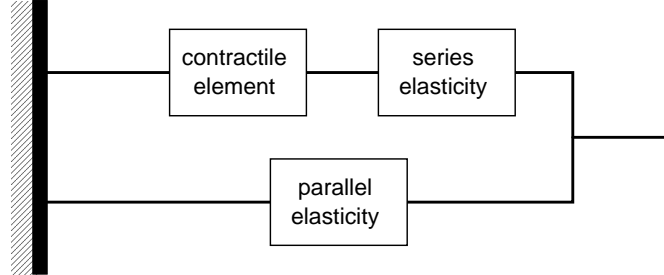 contractile
element
series
elasticity
parallel
elasticity